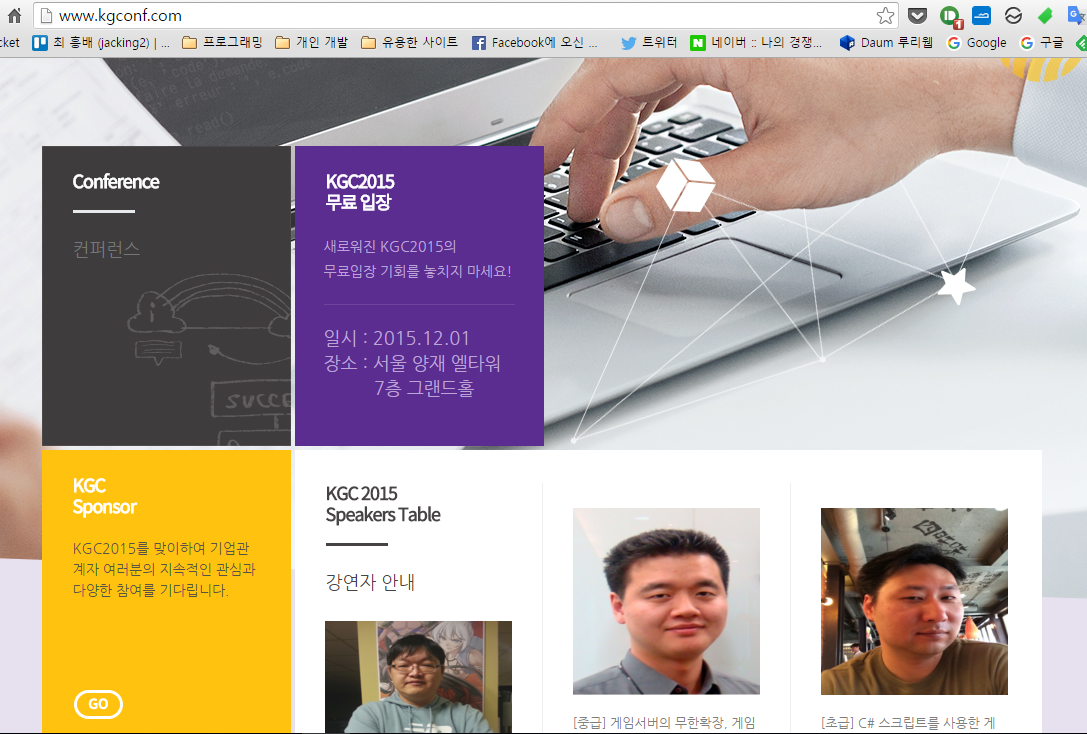 www.kgconf.com
cket
최 홍배 (jacking2) | ...
프로그래밍
개인 개발
유용한 사이트
Facebook에 오신 ...
트위터
네이버 :: 나의 경쟁...
Daum 루리웹
Google
구글
read()
Conference
컨퍼런스
SUCCE
KGC2015
무료 입장
새로워진 KGC2015의
무료입장 기회를 놓치지 마세요!
일시 : 2015.12.01
장소 : 서울 양재 엘타워
7층 그랜드홀
KGC
Sponsor
KGC2015를 맞이하여 기업관
계자 여러분의 지속적인 관심과
다양한 참여를 기다립니다.
GO
KGC 2015
Speakers Table
강연자 안내
[중급] 게임서버의 무한확장, 게임
[초급] C# 스크립트를 사용한 게